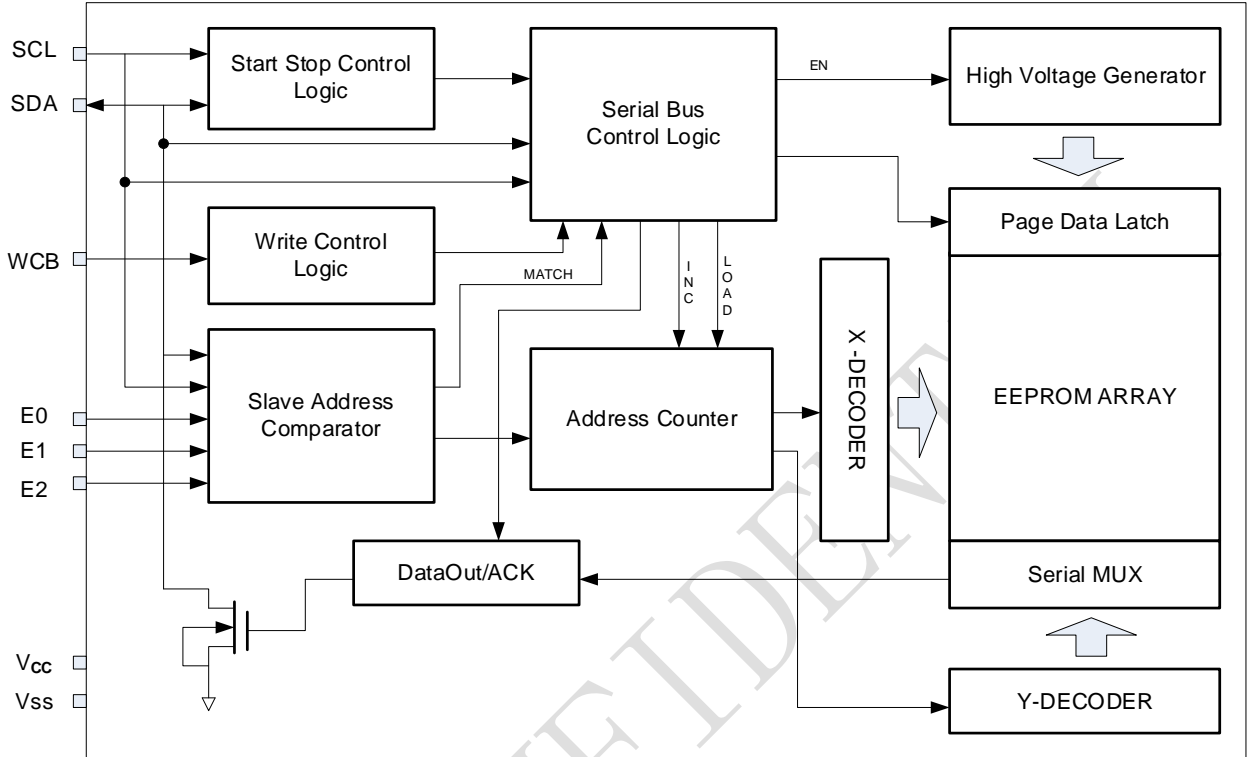 SCL
SDA
WCB
E0
E1
E2
Vcc
Vss
Start Stop Control
Logic
Write Control
Logic
Slave Address
Comparator
MATCH
Serial Bus
Control Logic
EN
INC
LOAD
Address Counter
DataOut/ACK
X-DECODER
High Voltage Generator
Page Data Latch
EEPROM ARRAY
Serial MUX
Y-DECODER